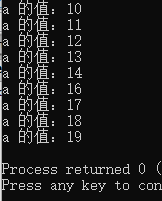 a 的值： 10
a 的值： 11
a 的值： 12
a 的值： 13
a 的值： 14
a 的值： 16
a 的值： 17
a 的值： 18
a 的值： 19
Process returned 0 (
Press any key to con